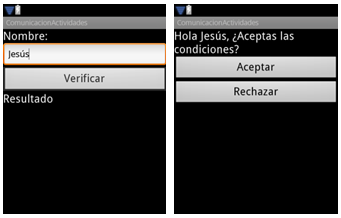 ComunicacionActividades
Nombre:
Jesús
Verificar
Resultado
ComunicacionActividades
Hola Jesús, ¿Aceptas las
condiciones?
Aceptar
Rechazar